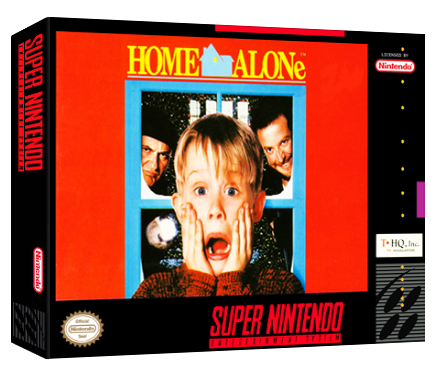 SUPER NINTENDO
ENTERTAINMENT SYSTEM
Nintendo
HOME ALONe
TM
LICENSED BY
Nintendo
T•HQ, Inc.
Official
Nintendo
Seal
SUPER NINTENDO
ENTERTAINMENT SYSTEM